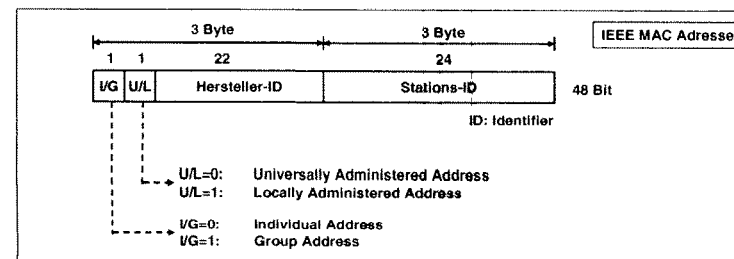 3 Byte 3 Byte IEEE MAC Adresse
1 1 22 24
I/G U/L Hersteller-ID Stations-ID 48 Bit
ID: Identifier
U/L=0: Universally Administered Address
U/L=1: Locally Administered Address
I/G=0: Individual Address
I/G=1: Group Address